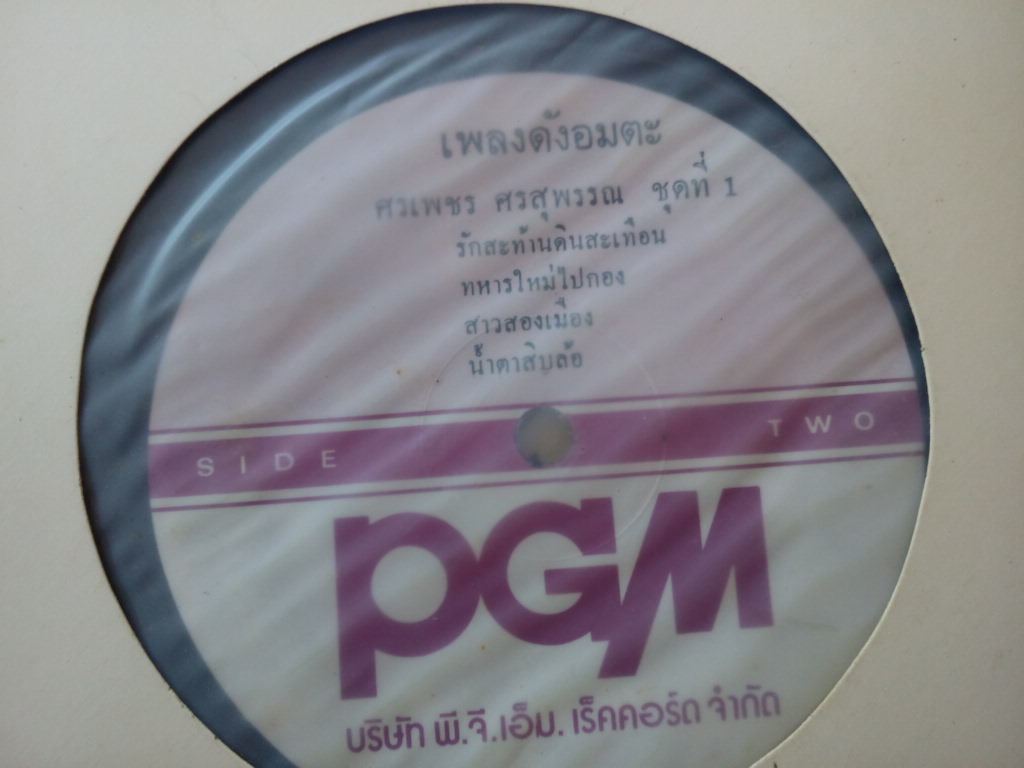 เพลงดังอมตะ
ศรเพชร ศรสุพรรณ ชุดที่ 1
รักสะท้านดินสะเทือน
ทหารใหม่ไปกอง
สาวสองเมือง
น้ำตาสิบล้อ
SIDE TWO
PGM
บริษัท พี.จี.เอ็ม. เร็คคอร์ด จำกัด